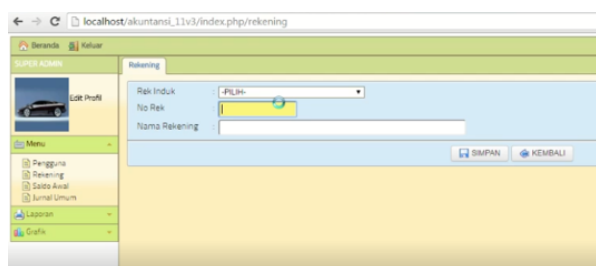 localhost/akuntansi_11v3/index.php/rekening
Beranda Keluar
SUPER ADMIN
Rekening
Edit Profil
Rek Induk : -PILIH-
No Rek :
Nama Rekening :
SIMPAN KEMBALI
Menu
Pengguna
Rekening
Saldo Awal
Jurnal Umum
Laporan
Grafik